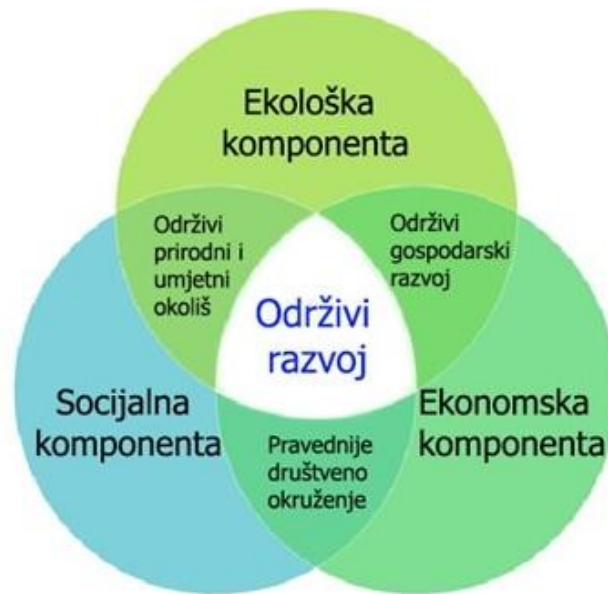 Ekološka
komponenta
Održivi
prirodni i
umjetni
okoliš
Održivi
gospodarski
razvoj
Održivi
razvoj
Socijalna
komponenta
Ekonomska
komponenta
Pravednije
društveno
okruženje